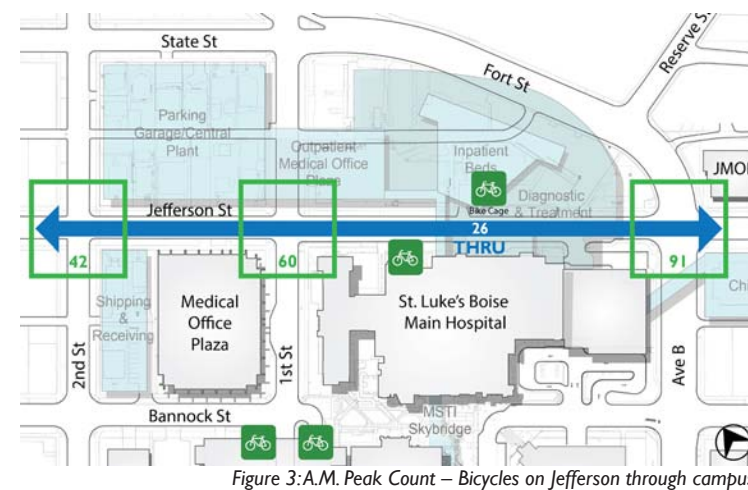 State St
Fort St
Reserve St
Parking
Garage/Central
Plant
Outpatient
Medical Office
Plaza
Inpatient
Beds
Diagnostic
& Treatment
Bike Cage
JMO
Jefferson St
26
THRU
42
60
91
Shipping
&
Receiving
Medical
Office
Plaza
St. Luke's Boise
Main Hospital
Chi
2nd St
1st St
Ave B
Bannock St
MSTI
Skybridge
Figure 3: A.M. Peak Count – Bicycles on Jefferson through campus